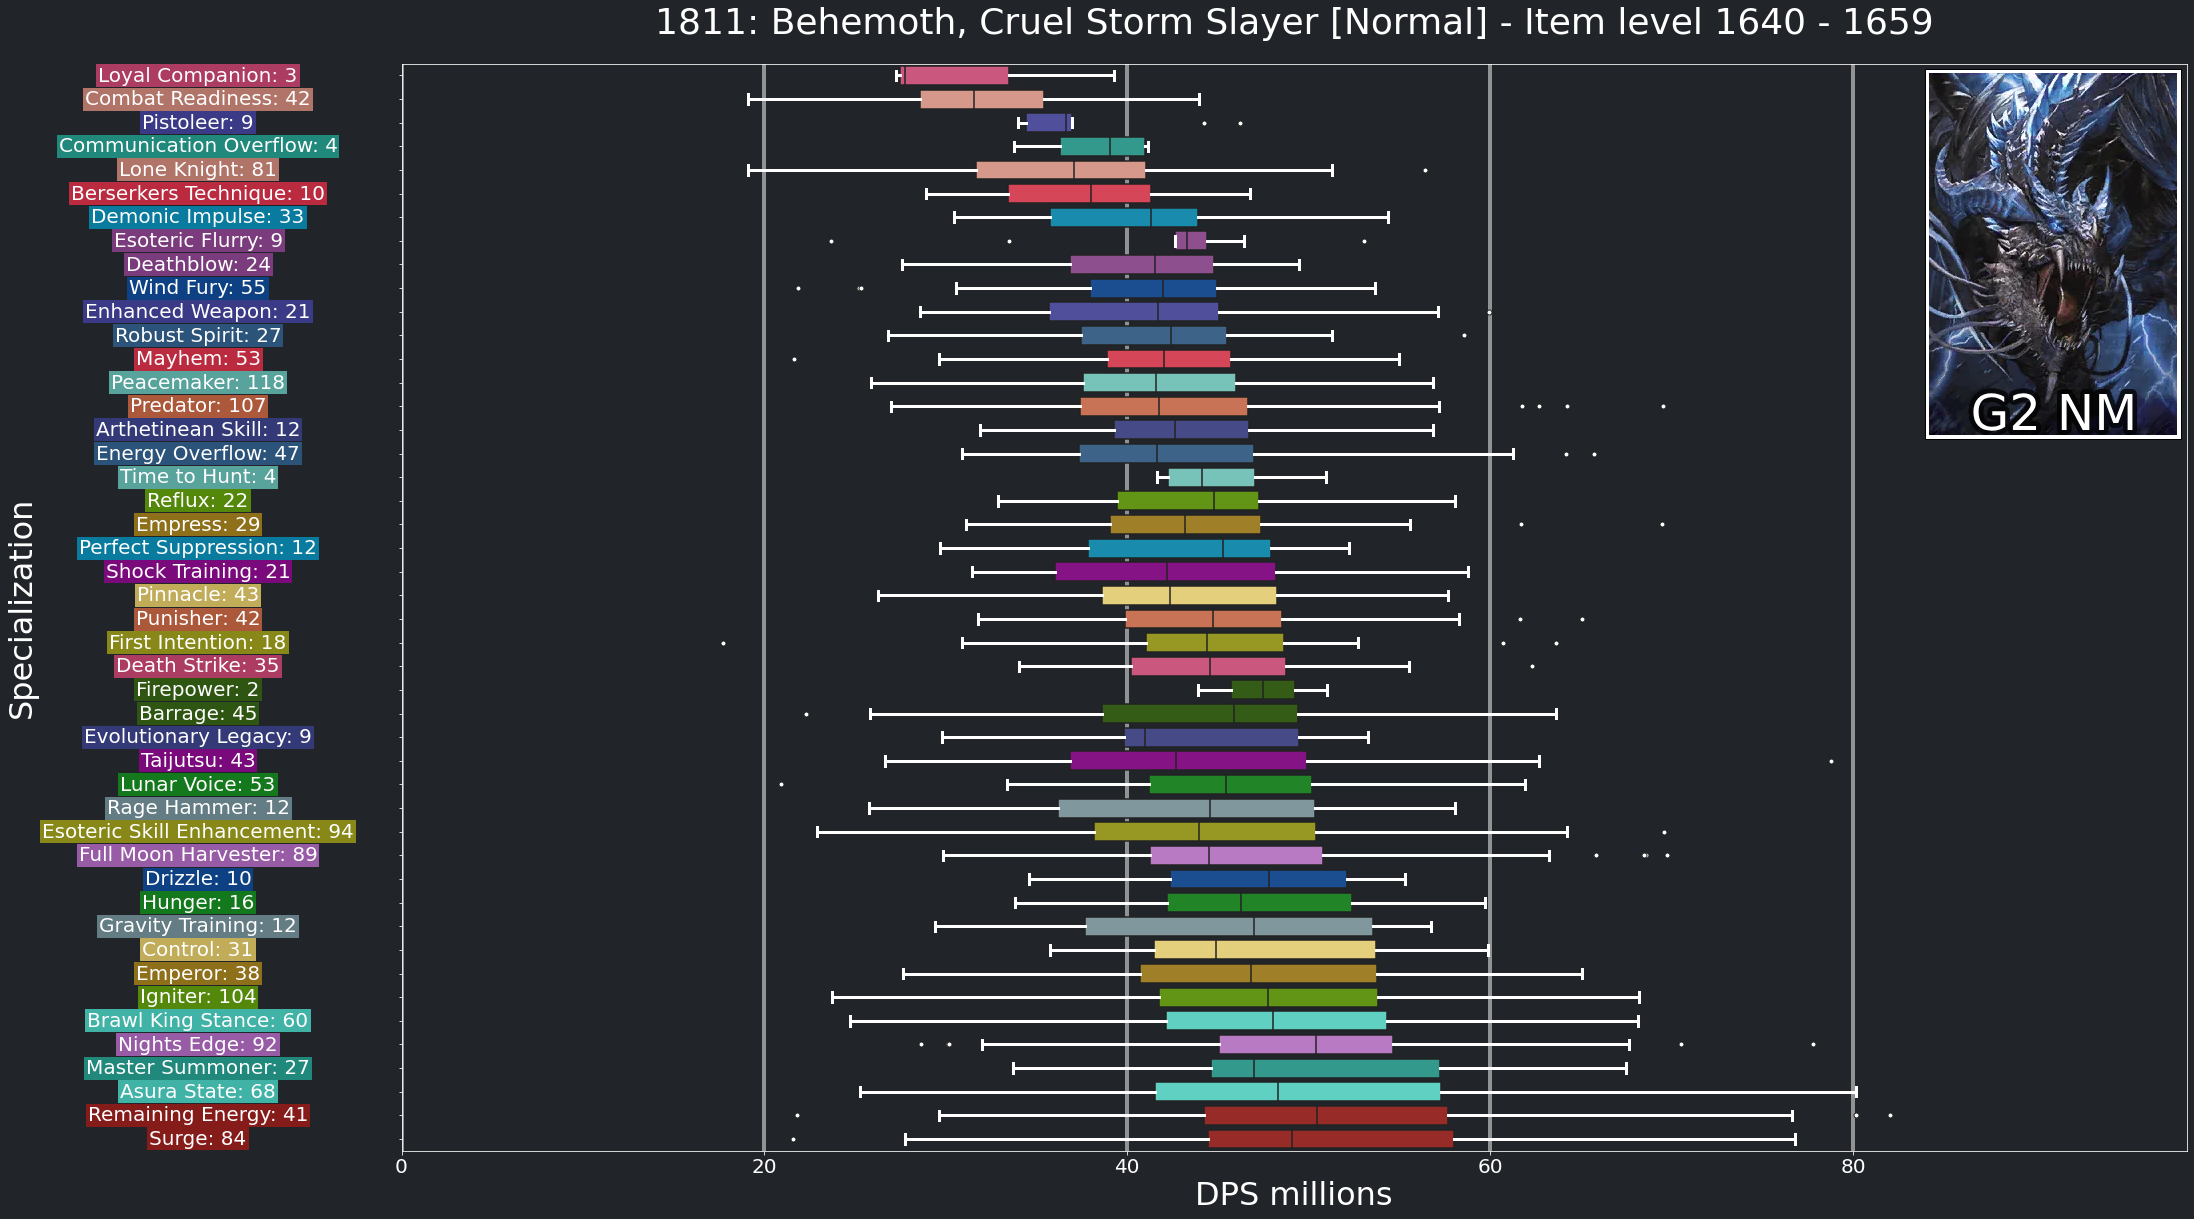 1811: Behemoth, Cruel Storm Slayer [Normal] - Item level 1640 - 1659
Specialization
Loyal Companion: 3
Combat Readiness: 42
Pistoleer: 9
Communication Overflow: 4
Lone Knight: 81
Berserkers Technique: 10
Demonic Impulse: 33
Esoteric Flurry: 9
Deathblow: 24
Wind Fury: 55
Enhanced Weapon: 21
Robust Spirit: 27
Mayhem: 53
Peacemaker: 118
Predator: 107
Arthetinean Skill: 12
Energy Overflow: 47
Time to Hunt: 4
Reflux: 22
Empress: 29
Perfect Suppression: 12
Shock Training: 21
Pinnacle: 43
Punisher: 42
First Intention: 18
Death Strike: 35
Firepower: 2
Barrage: 45
Evolutionary Legacy: 9
Taijutsu: 43
Lunar Voice: 53
Rage Hammer: 12
Esoteric Skill Enhancement: 94
Full Moon Harvester: 89
Drizzle: 10
Hunger: 16
Gravity Training: 12
Control: 31
Emperor: 38
Igniter: 104
Brawl King Stance: 60
Nights Edge: 92
Master Summoner: 27
Asura State: 68
Remaining Energy: 41
Surge: 84
G2 NM
0 20 40 60 80
DPS millions